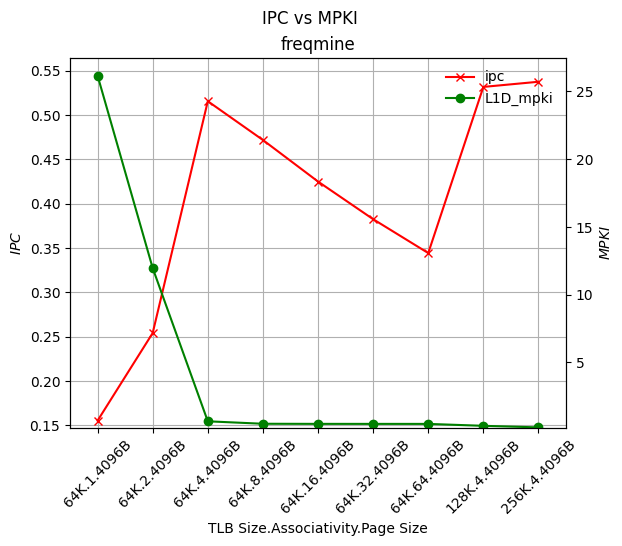 IPC vs MPKI
freqmine
ipc
L1D_mpki
0.55
0.50
0.45
0.40
0.35
0.30
0.25
0.20
0.15
IPC
25
20
15
10
5
MPKI
64K.1.4096B
64K.2.4096B
64K.4.4096B
64K.8.4096B
64K.16.4096B
64K.32.4096B
64K.64.4096B
128K.4.4096B
256K.4.4096B
TLB Size.Associativity.Page Size